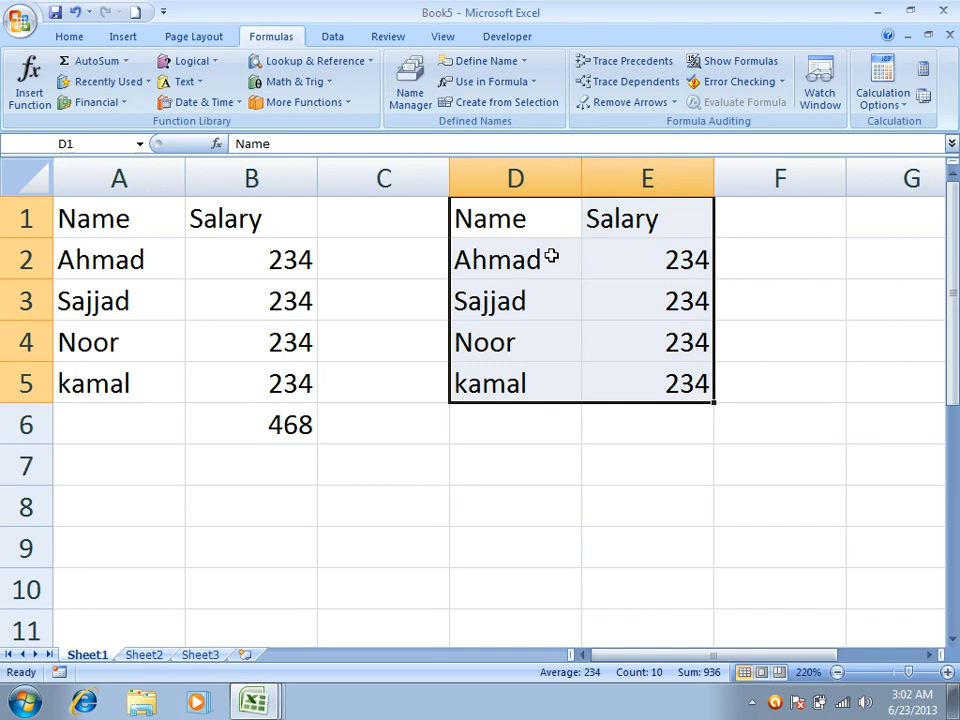 Book5 - Microsoft Excel
Home Insert Page Layout Formulas Data Review View Developer
fx Insert Function
Σ AutoSum Logical Lookup & Reference
Recently Used Text Math & Trig
Financial Date & Time More Functions
Function Library
Name Manager
Define Name
Use in Formula
Create from Selection
Defined Names
Trace Precedents Show Formulas
Trace Dependents Error Checking
Remove Arrows Evaluate Formula
Formula Auditing
Watch Window
Calculation Options
Calculation
D1 fx Name
A B C D E F G
1 Name Salary Name Salary
2 Ahmad 234 Ahmad 234
3 Sajjad 234 Sajjad 234
4 Noor 234 Noor 234
5 kamal 234 kamal 234
6 468
7
8
9
10
11
Sheet1 Sheet2 Sheet3
Ready Average: 234 Count: 10 Sum: 936 220%
3:02 AM
6/23/2013